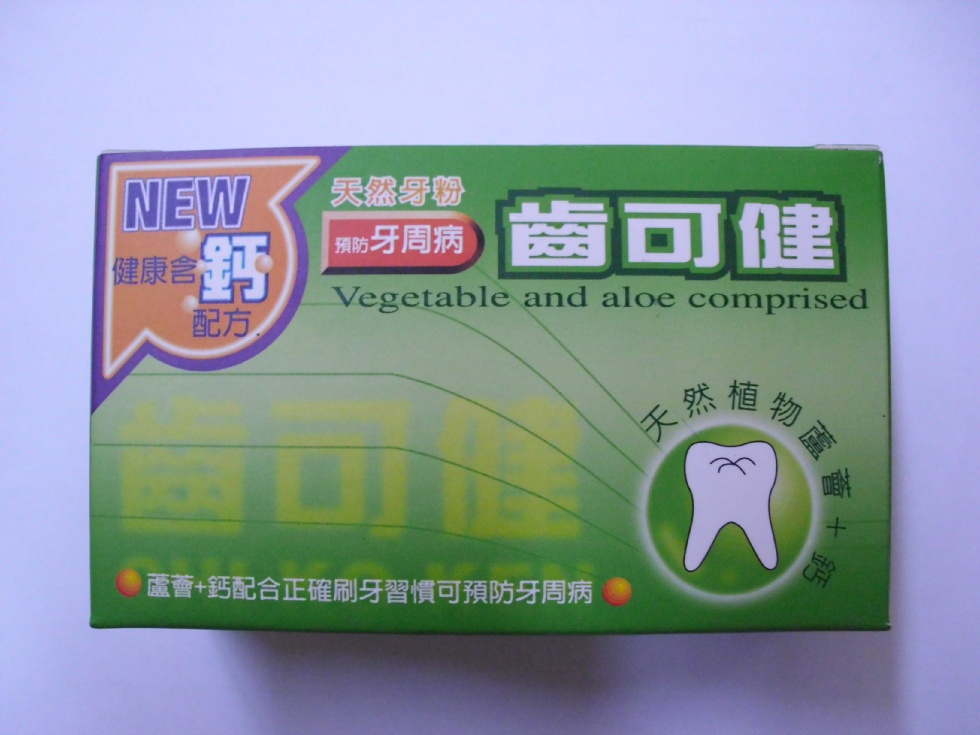 NEW
健康含鈣
配方
天然牙粉
預防牙周病
齒可健
Vegetable and aloe comprised
天然植物蘆薈+鈣
齒可健
蘆薈+鈣配合正確刷牙習慣可預防牙周病